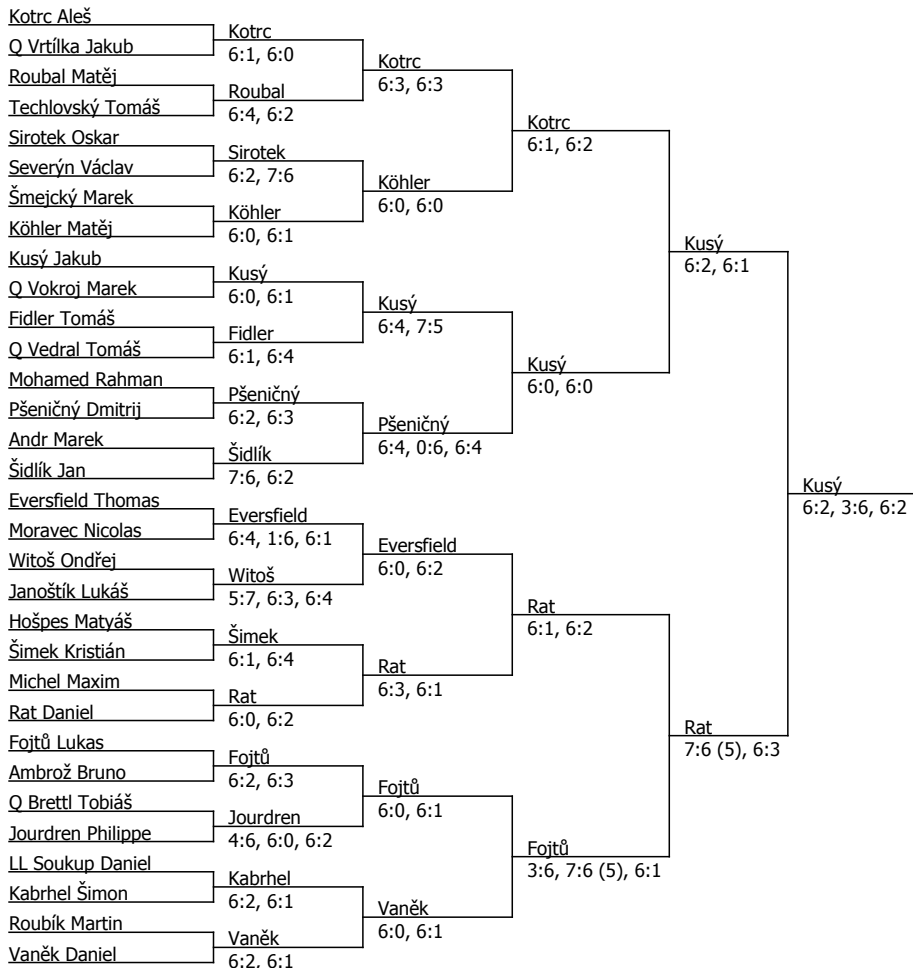 Kotrc Aleš
Q Vrtílka Jakub
Roubal Matěj
Techlovský Tomáš
Sirotek Oskar
Severýn Václav
Šmejcký Marek
Köhler Matěj
Kusý Jakub
Q Vokroj Marek
Fidler Tomáš
Q Vedral Tomáš
Mohamed Rahman
Pšeničný Dmitrij
Andr Marek
Šidlík Jan
Eversfield Thomas
Moravec Nicolas
Witoš Ondřej
Janoštík Lukáš
Hošpes Matyáš
Šimek Kristián
Michel Maxim
Rat Daniel
Fojtů Lukas
Ambrož Bruno
Q Brettl Tobiáš
Jourdren Philippe
LL Soukup Daniel
Kabrhel Šimon
Roubík Martin
Vaněk Daniel
Kotrc
6:1, 6:0
Roubal
6:4, 6:2
Sirotek
6:2, 7:6
Köhler
6:0, 6:1
Kusý
6:0, 6:1
Fidler
6:1, 6:4
Pšeničný
6:2, 6:3
Šidlík
7:6, 6:2
Eversfield
6:4, 1:6, 6:1
Witoš
5:7, 6:3, 6:4
Šimek
6:1, 6:4
Rat
6:0, 6:2
Fojtů
6:2, 6:3
Jourdren
4:6, 6:0, 6:2
Kabrhel
6:2, 6:1
Vaněk
6:2, 6:1
Kotrc
6:3, 6:3
Köhler
6:0, 6:0
Kusý
6:4, 7:5
Pšeničný
6:4, 0:6, 6:4
Eversfield
6:0, 6:2
Rat
6:3, 6:1
Fojtů
6:0, 6:1
Vaněk
6:0, 6:1
Kotrc
6:1, 6:2
Kusý
6:0, 6:0
Rat
6:1, 6:2
Fojtů
3:6, 7:6 (5), 6:1
Kusý
6:2, 6:1
Rat
7:6 (5), 6:3
Kusý
6:2, 3:6, 6:2